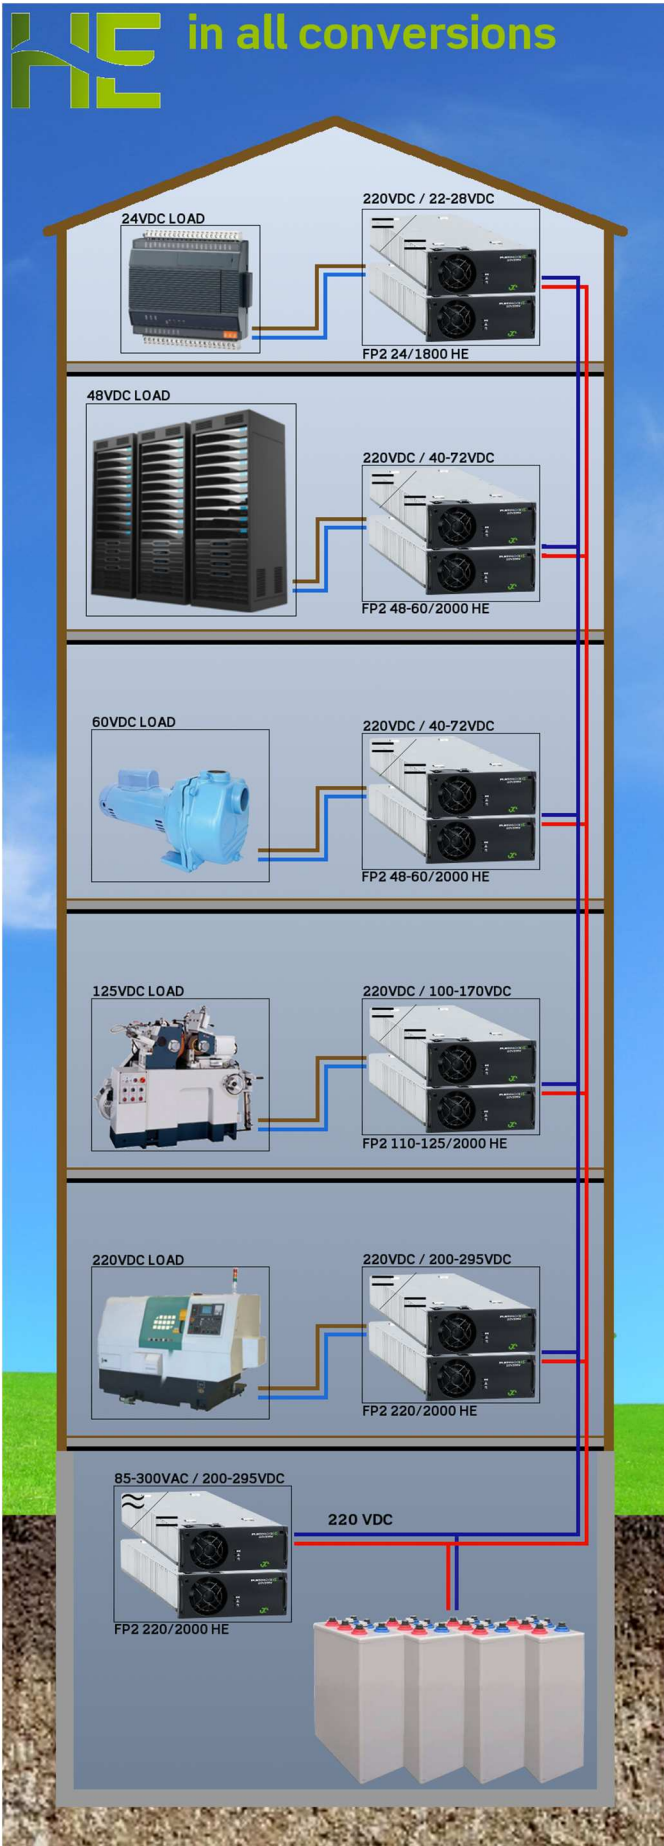 HE in all conversions
220VDC / 22-28VDC
24VDC LOAD
FP2 24/1800 HE
48VDC LOAD
220VDC / 40-72VDC
FP2 48-60/2000 HE
60VDC LOAD
220VDC / 40-72VDC
FP2 48-60/2000 HE
125VDC LOAD
220VDC / 100-170VDC
FP2 110-125/2000 HE
220VDC LOAD
220VDC / 200-295VDC
FP2 220/2000 HE
85-300VAC / 200-295VDC
220 VDC
FP2 220/2000 HE